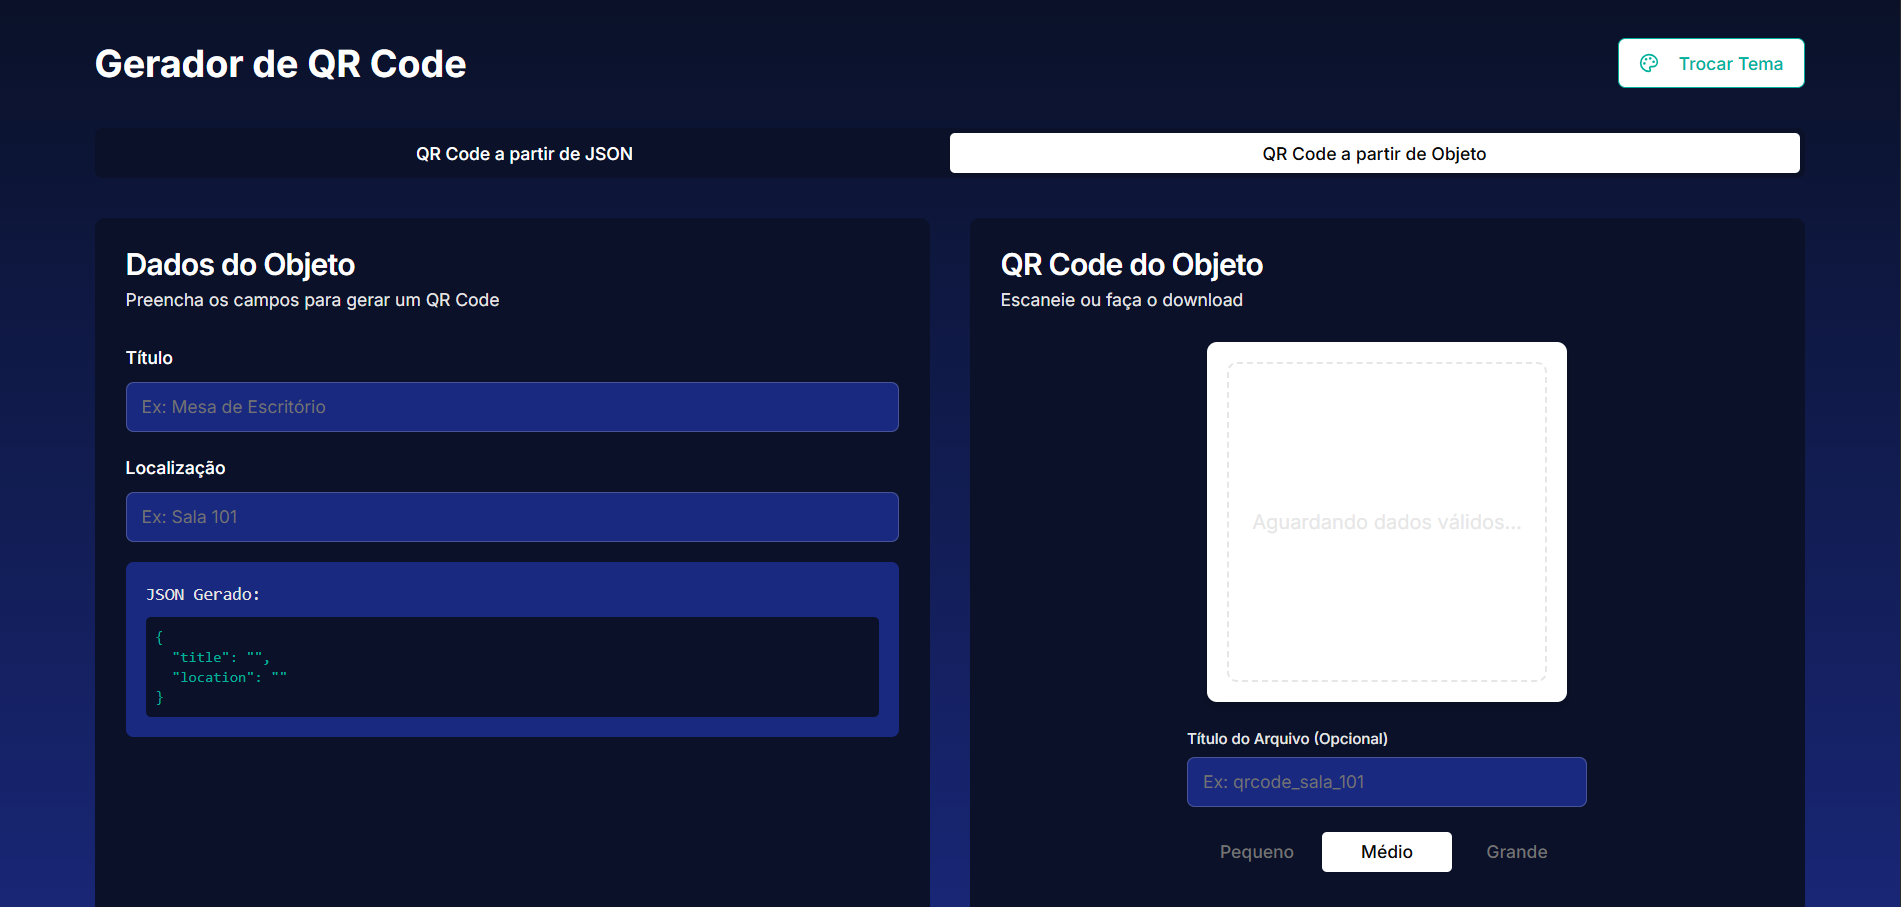 Gerador de QR Code
Trocar Tema
QR Code a partir de JSON
QR Code a partir de Objeto
Dados do Objeto
Preencha os campos para gerar um QR Code
Título
Ex: Mesa de Escritório
Localização
Ex: Sala 101
JSON Gerado:
{
  "title": "",
  "location": ""
}
QR Code do Objeto
Escaneie ou faça o download
Aguardando dados válidos...
Título do Arquivo (Opcional)
Ex: qrcode_sala_101
Pequeno
Médio
Grande